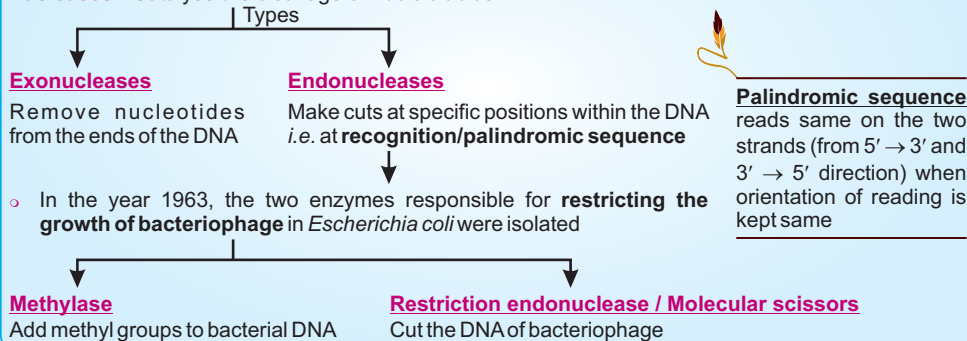 Types
Exonucleases
Remove nucleotides
from the ends of the DNA
Endonucleases
Make cuts at specific positions within the DNA
i.e. at recognition/palindromic sequence
Palindromic sequence
reads same on the two
strands (from 5′ → 3′ and
3′ → 5′ direction) when
orientation of reading is
kept same
In the year 1963, the two enzymes responsible for restricting the
growth of bacteriophage in Escherichia coli were isolated
Methylase
Add methyl groups to bacterial DNA
Restriction endonuclease / Molecular scissors
Cut the DNA of bacteriophage